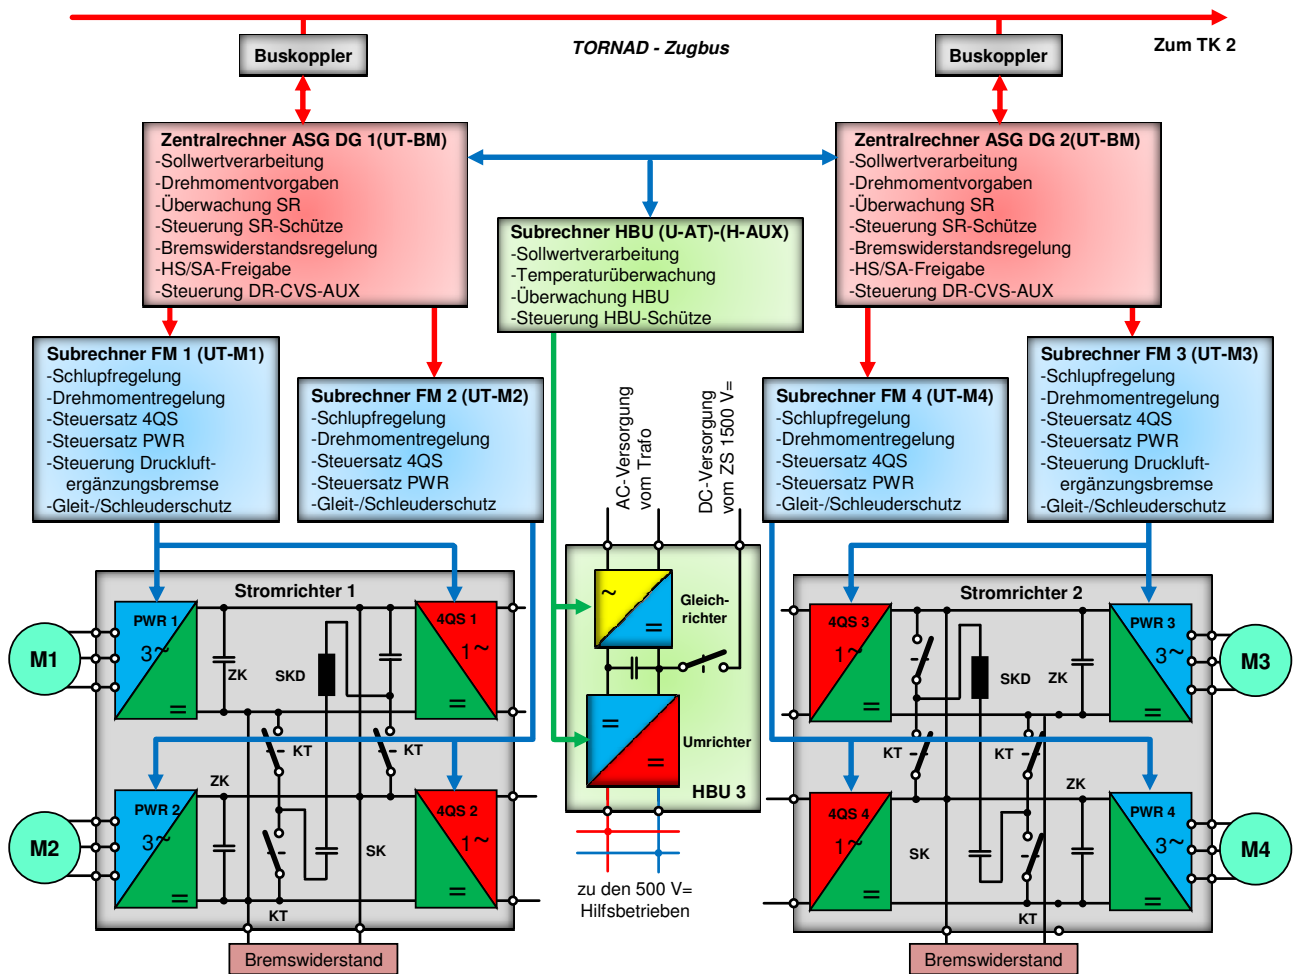 TORNAD - Zugbus
Zum TK 2
Buskoppler
Buskoppler
Zentralrechner ASG DG 1(UT-BM)
-Sollwertverarbeitung
-Drehmomentvorgaben
-Überwachung SR
-Steuerung SR-Schütze
-Bremswiderstandsregelung
-HS/SA-Freigabe
-Steuerung DR-CVS-AUX
Zentralrechner ASG DG 2(UT-BM)
-Sollwertverarbeitung
-Drehmomentvorgaben
-Überwachung SR
-Steuerung SR-Schütze
-Bremswiderstandsregelung
-HS/SA-Freigabe
-Steuerung DR-CVS-AUX
Subrechner HBU (U-AT)-(H-AUX)
-Sollwertverarbeitung
-Temperaturüberwachung
-Überwachung HBU
-Steuerung HBU-Schütze
Subrechner FM 1 (UT-M1)
-Schlupfregelung
-Drehmomentregelung
-Steuersatz 4QS
-Steuersatz PWR
-Steuerung Druckluft-
ergänzungsbremse
-Gleit-/Schleuderschutz
Subrechner FM 2 (UT-M2)
-Schlupfregelung
-Drehmomentregelung
-Steuersatz 4QS
-Steuersatz PWR
-Gleit-/Schleuderschutz
AC-Versorgung
vom Trafo
DC-Versorgung
vom ZS 1500 V=
Subrechner FM 4 (UT-M4)
-Schlupfregelung
-Drehmomentregelung
-Steuersatz 4QS
-Steuersatz PWR
-Gleit-/Schleuderschutz
Subrechner FM 3 (UT-M3)
-Schlupfregelung
-Drehmomentregelung
-Steuersatz 4QS
-Steuersatz PWR
-Steuerung Druckluft-
ergänzungsbremse
-Gleit-/Schleuderschutz
Stromrichter 1
PWR 1
3~
=
4QS 1
1~
=
M1
ZK
SKD
KT
KT
ZK
PWR 2
3~
=
4QS 2
1~
=
M2
SK
KT
Bremswiderstand
~
=
Gleich-
richter
=
=
Umrichter
HBU 3
zu den 500 V=
Hilfsbetrieben
Stromrichter 2
4QS 3
1~
=
PWR 3
3~
=
M3
SKD
ZK
KT
KT
ZK
4QS 4
1~
=
PWR 4
3~
=
M4
SK
KT
Bremswiderstand